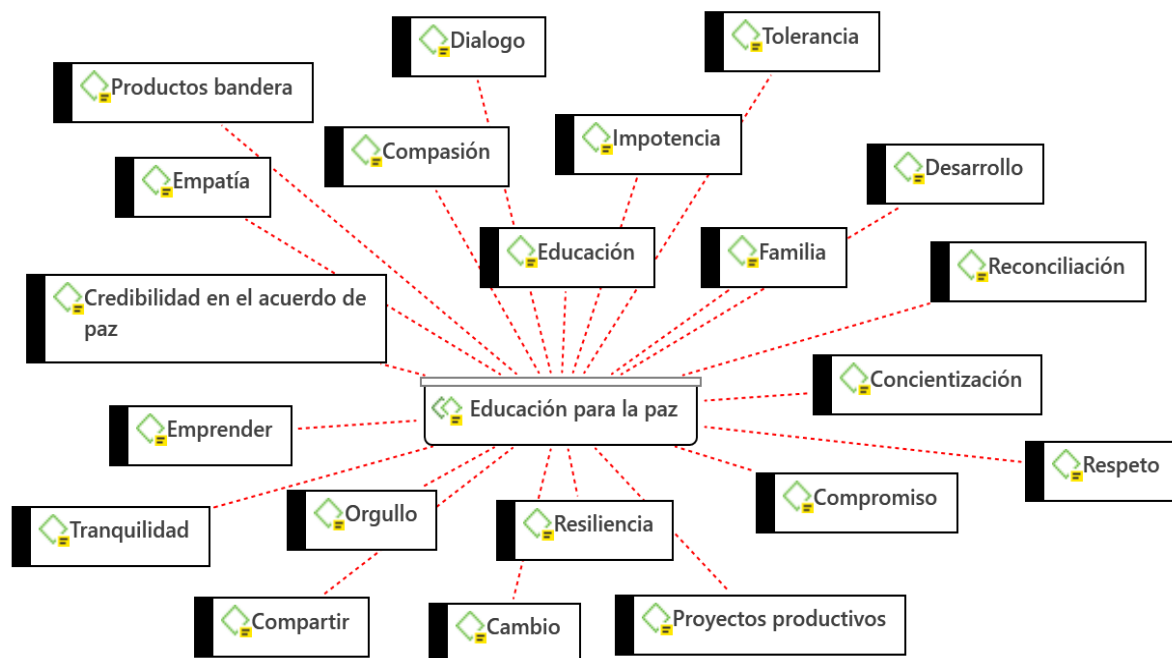 Dialogo
Tolerancia
Productos bandera
Compasión
Impotencia
Empatía
Desarrollo
Educación
Familia
Reconciliación
Credibilidad en el acuerdo de
paz
Concientización
Educación para la paz
Emprender
Respeto
Compromiso
Tranquilidad
Orgullo
Resiliencia
Compartir
Cambio
Proyectos productivos